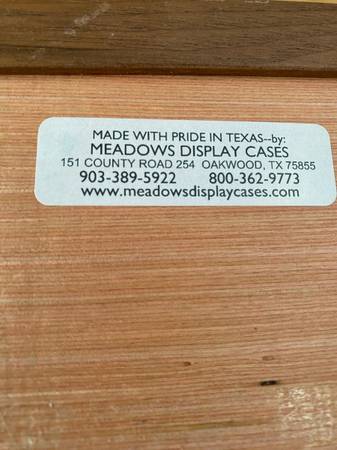 MADE WITH PRIDE IN TEXAS--by:
MEADOWS DISPLAY CASES
151 COUNTY ROAD 254 OAKWOOD, TX 75855
903-389-5922 800-362-9773
www.meadowsdisplaycases.com